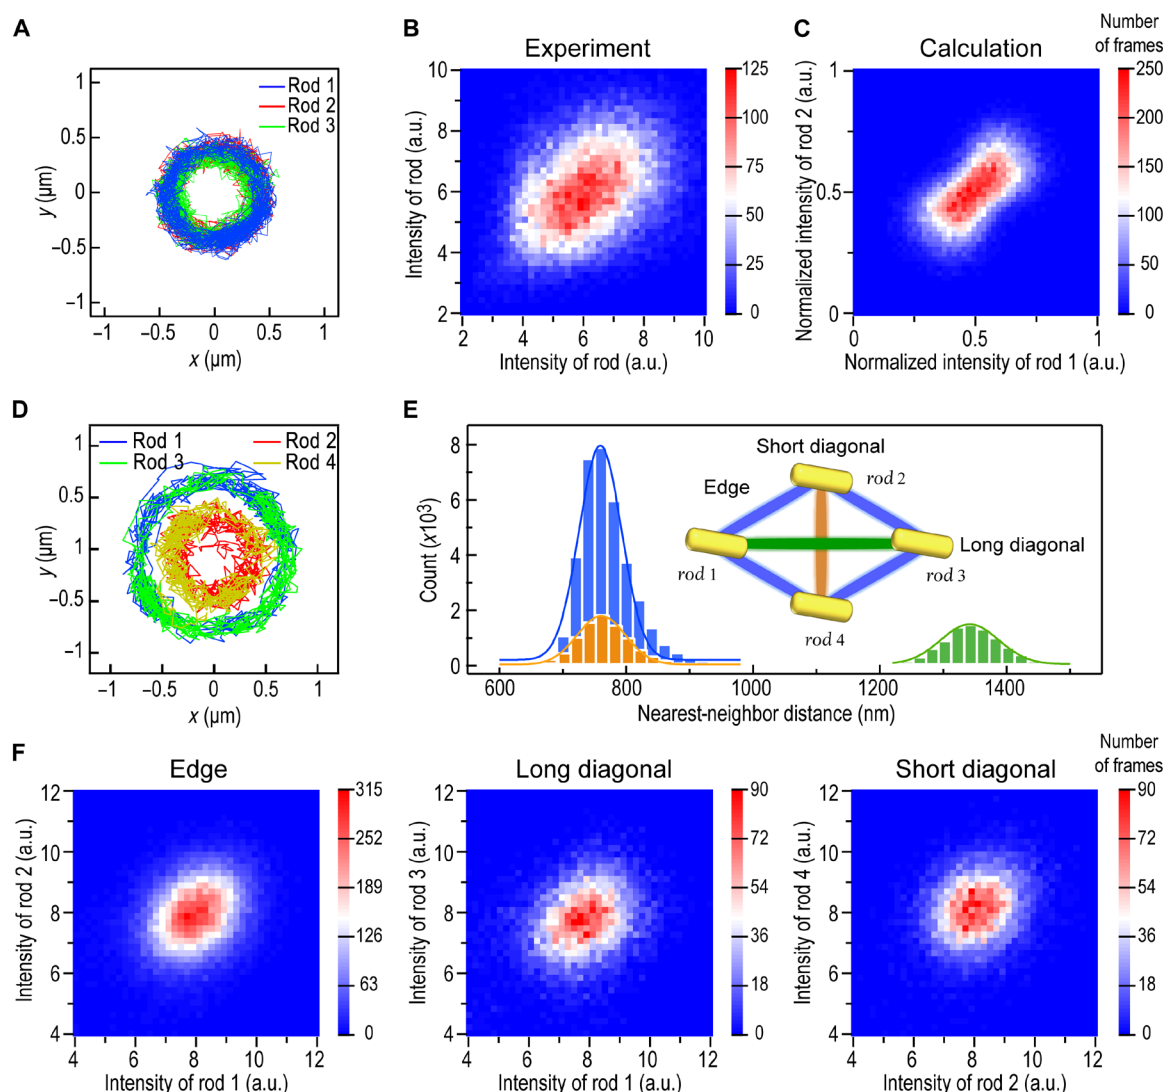 A
1
0.5
0
−0.5
−1
y (µm)
−1
−0.5
0
0.5
1
x (µm)
Rod 1
Rod 2
Rod 3
B
Experiment
10
8
6
4
2
Intensity of rod (a.u.)
2
4
6
8
10
Intensity of rod (a.u.)
125
100
75
50
25
0
C
Calculation
Number
of frames
1
0.5
0
Normalized intensity of rod 2 (a.u.)
0
0.5
1
Normalized intensity of rod 1 (a.u.)
250
200
150
100
50
0
D
Rod 1
Rod 2
Rod 3
Rod 4
1
0.5
1
−0.5
−1
y (µm)
−1
−0.5
0
0.5
1
x (µm)
E
8
6
4
2
0
Count (x10³)
600
800
1000
1200
1400
Nearest-neighbor distance (nm)
Short diagonal
Edge
Long diagonal
rod 1
rod 2
rod 3
rod 4
F
Edge
12
10
8
6
4
Intensity of rod 2 (a.u.)
4
6
8
10
12
Intensity of rod 1 (a.u.)
315
252
189
126
63
0
Long diagonal
12
10
8
6
4
Intensity of rod 3 (a.u.)
4
6
8
10
12
Intensity of rod 1 (a.u.)
90
72
54
36
18
0
Short diagonal
Number
of frames
12
10
8
6
4
Intensity of rod 4 (a.u.)
4
6
8
10
12
Intensity of rod 2 (a.u.)
90
72
54
36
18
0